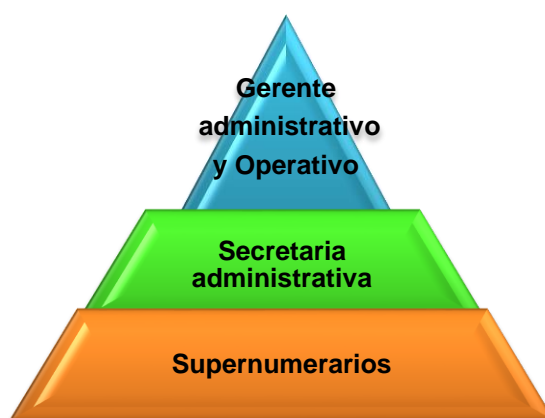 Gerente
administrativo
y Operativo
Secretaria
administrativa
Supernumerarios